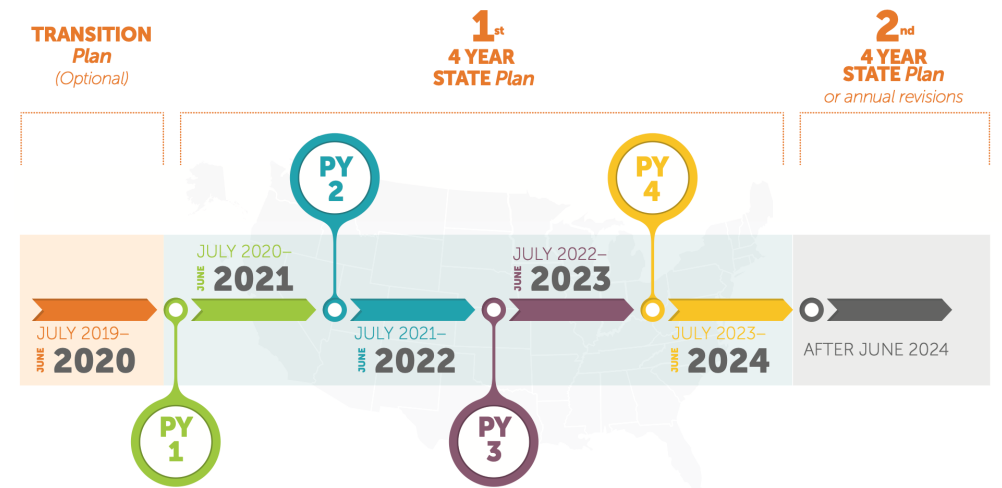 TRANSITION
Plan
(Optional)
1st
4 YEAR
STATE Plan
2nd
4 YEAR
STATE Plan
or annual revisions
PY
2
PY
4
JULY 2020–
JUNE 2021
JULY 2022–
JUNE 2023
JULY 2019–
JUNE 2020
JULY 2021–
JUNE 2022
JULY 2023–
JUNE 2024
AFTER JUNE 2024
PY
1
PY
3